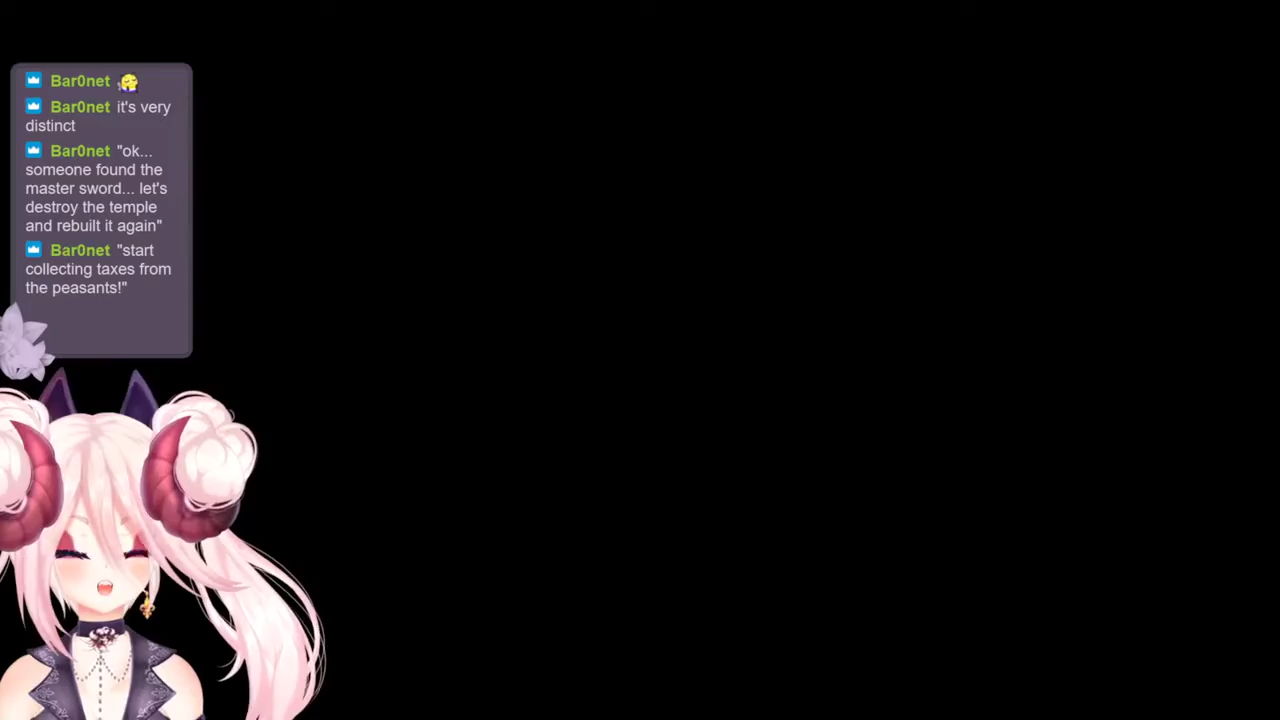 Bar0net
Bar0net it's very
distinct
Bar0net "ok...
someone found the
master sword... let's
destroy the temple
and rebuilt it again"
Bar0net "start
collecting taxes from
the peasants!"